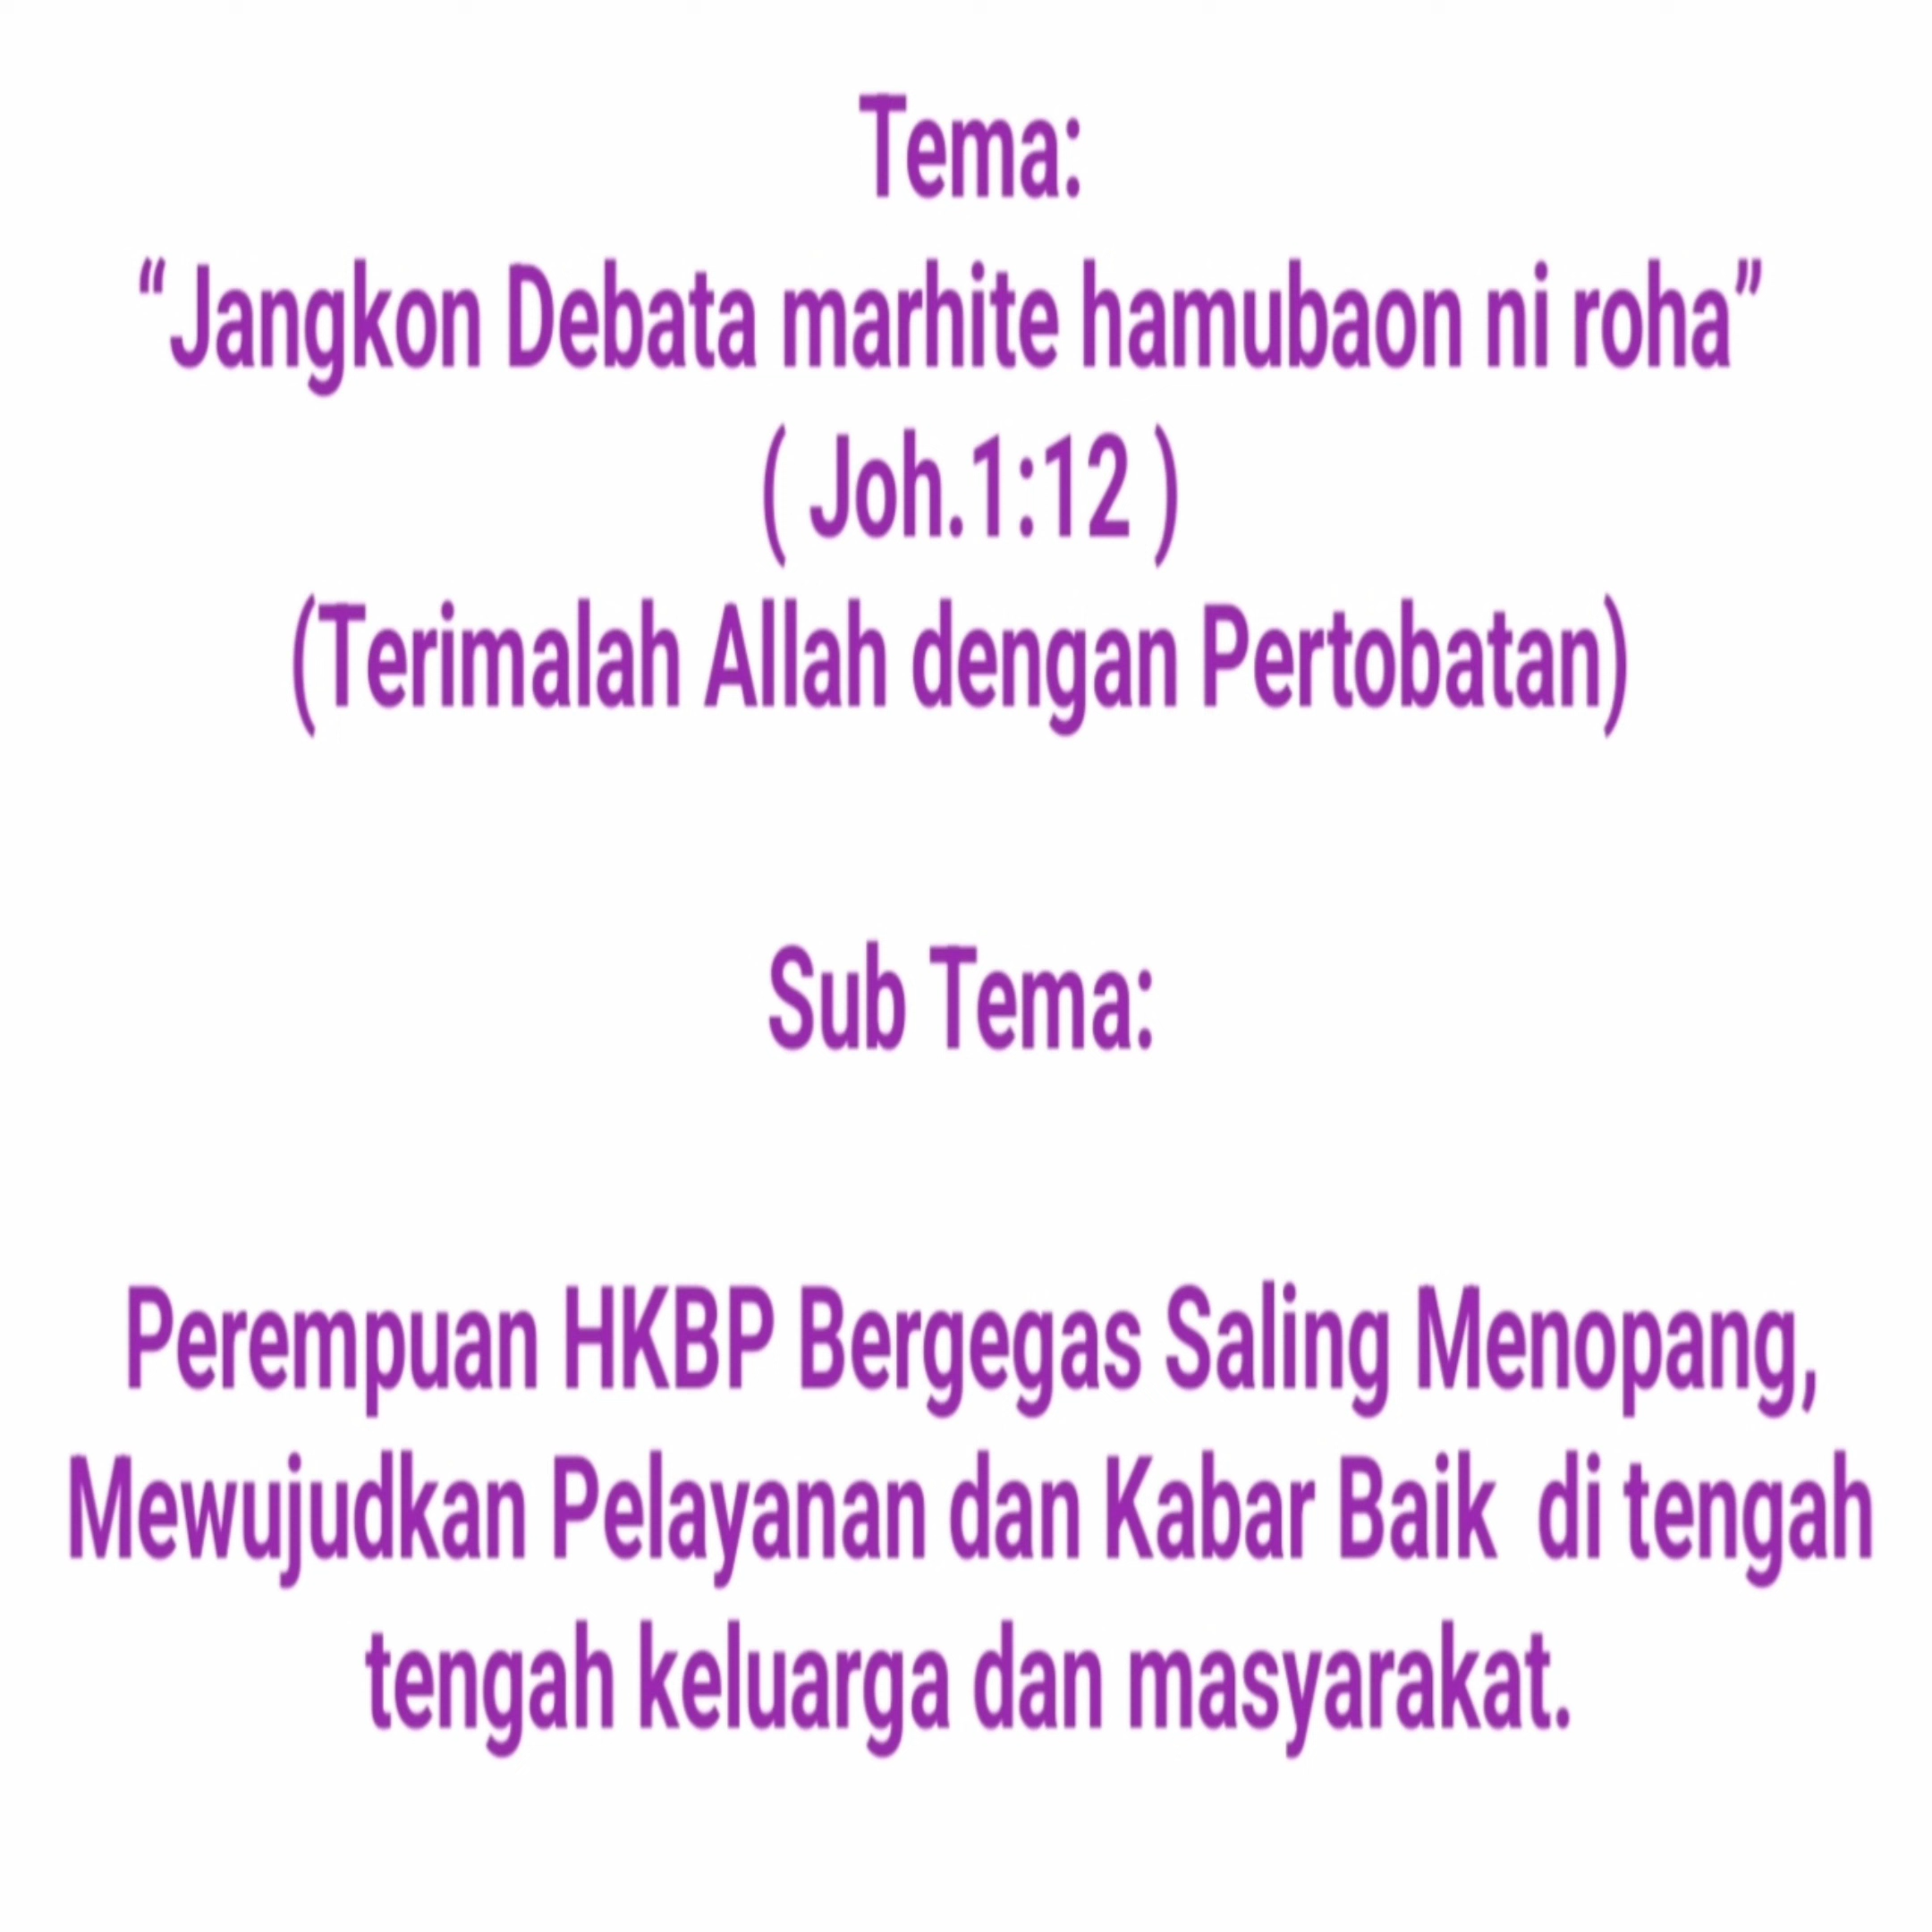 Tema:
“Jangkon Debata marhite hamubaon ni roha”
( Joh.1:12 )
(Terimalah Allah dengan Pertobatan)
Sub Tema:
Perempuan HKBP Bergegas Saling Menopang,
Mewujudkan Pelayanan dan Kabar Baik  di tengah
tengah keluarga dan masyarakat.